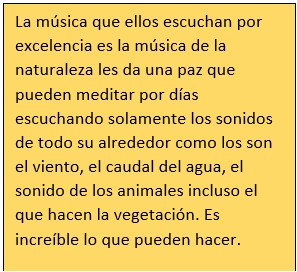 La música que ellos escuchan por
excelencia es la música de la
naturaleza les da una paz que
pueden meditar por días
escuchando solamente los sonidos
de todo su alrededor como los son
el viento, el caudal del agua, el
sonido de los animales incluso el
que hacen la vegetación. Es
increíble lo que pueden hacer.